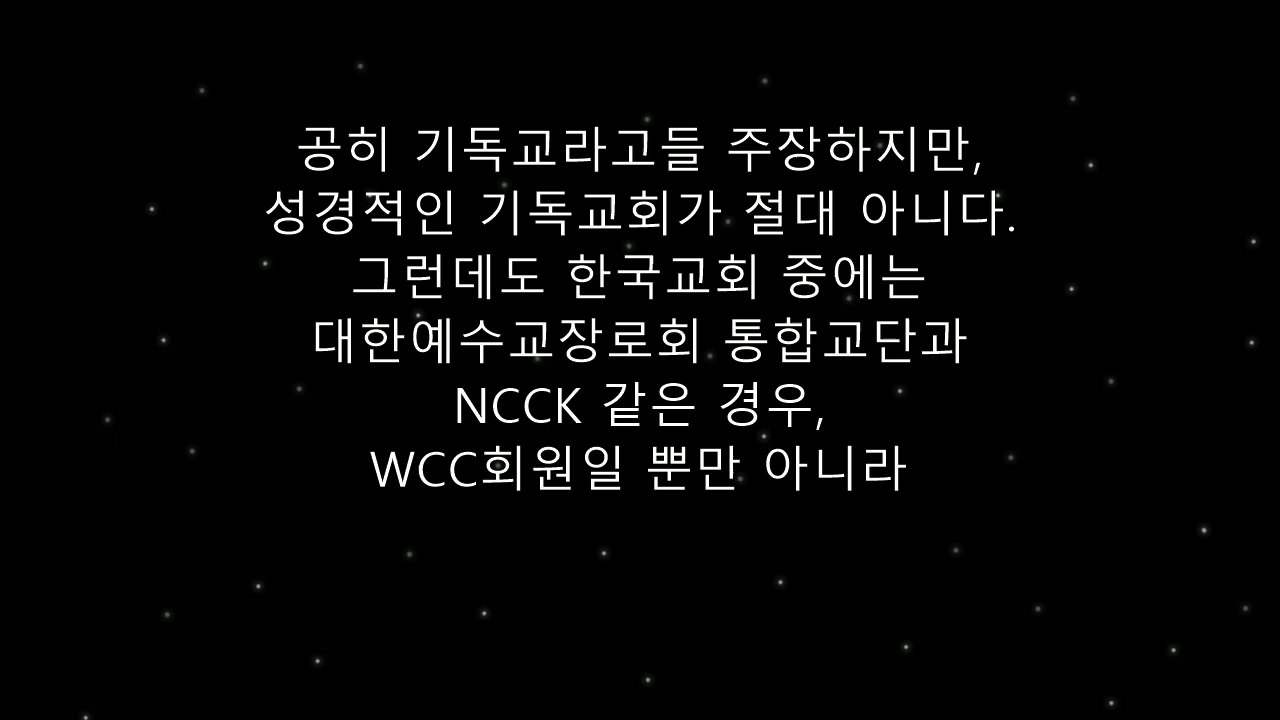 공히 기독교라고들 주장하지만,
성경적인 기독교회가 절대 아니다.
그런데도 한국교회 중에는
대한예수교장로회 통합교단과
NCCK 같은 경우,
WCC회원일 뿐만 아니라